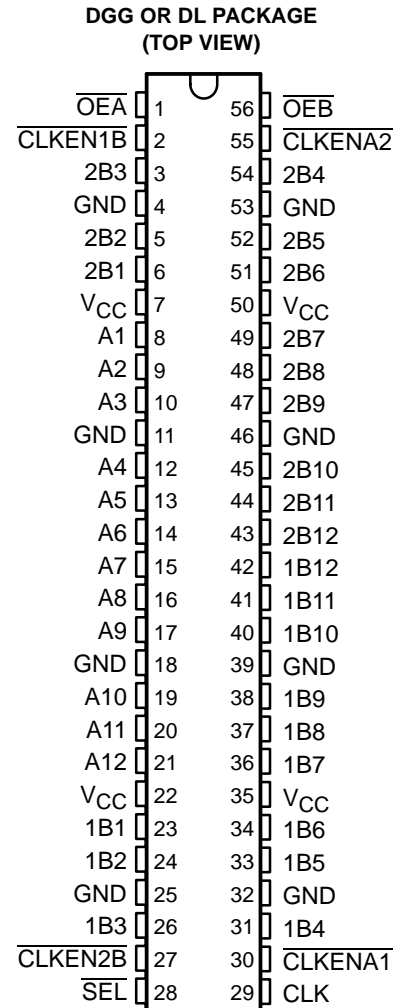 DGG OR DL PACKAGE
(TOP VIEW)
OEA 1 56 OEB
CLKEN1B 2 55 CLKENA2
2B3 3 54 2B4
GND 4 53 GND
2B2 5 52 2B5
2B1 6 51 2B6
VCC 7 50 VCC
A1 8 49 2B7
A2 9 48 2B8
A3 10 47 2B9
GND 11 46 GND
A4 12 45 2B10
A5 13 44 2B11
A6 14 43 2B12
A7 15 42 1B12
A8 16 41 1B11
A9 17 40 1B10
GND 18 39 GND
A10 19 38 1B9
A11 20 37 1B8
A12 21 36 1B7
VCC 22 35 VCC
1B1 23 34 1B6
1B2 24 33 1B5
GND 25 32 GND
1B3 26 31 1B4
CLKEN2B 27 30 CLKENA1
SEL 28 29 CLK